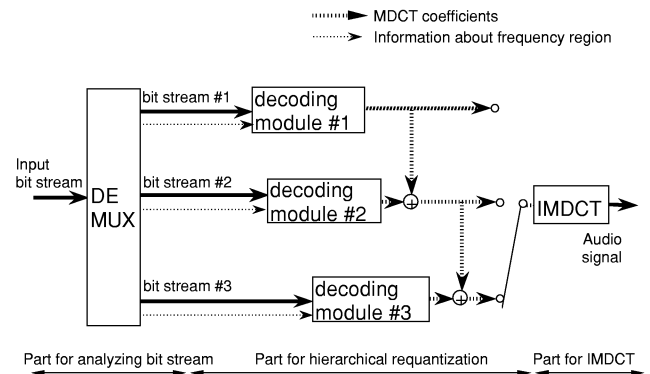 MDCT coefficients
Information about frequency region
bit stream #1
decoding
module #1
Input
bit stream
DE
MUX
bit stream #2
decoding
module #2
IMDCT
Audio
signal
bit stream #3
decoding
module #3
Part for analyzing bit stream
Part for hierarchical requantization
Part for IMDCT